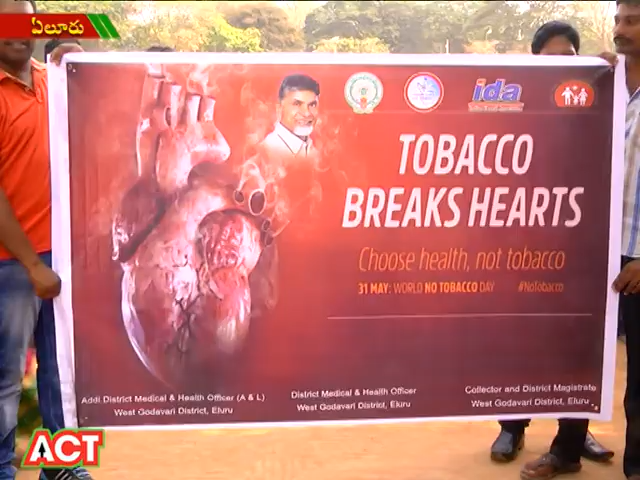 ఏలూరు
ida
TOBACCO
BREAKS HEARTS
Choose health, not tobacco
31 MAY: WORLD NO TOBACCO DAY #NoTobacco
Addl District Medical & Health Officer (A & L)
West Godavari District, Eluru
District Medical & Health Officer
West Godavari District, Eluru
Collector and District Magistrate
West Godavari District, Eluru.
ACT